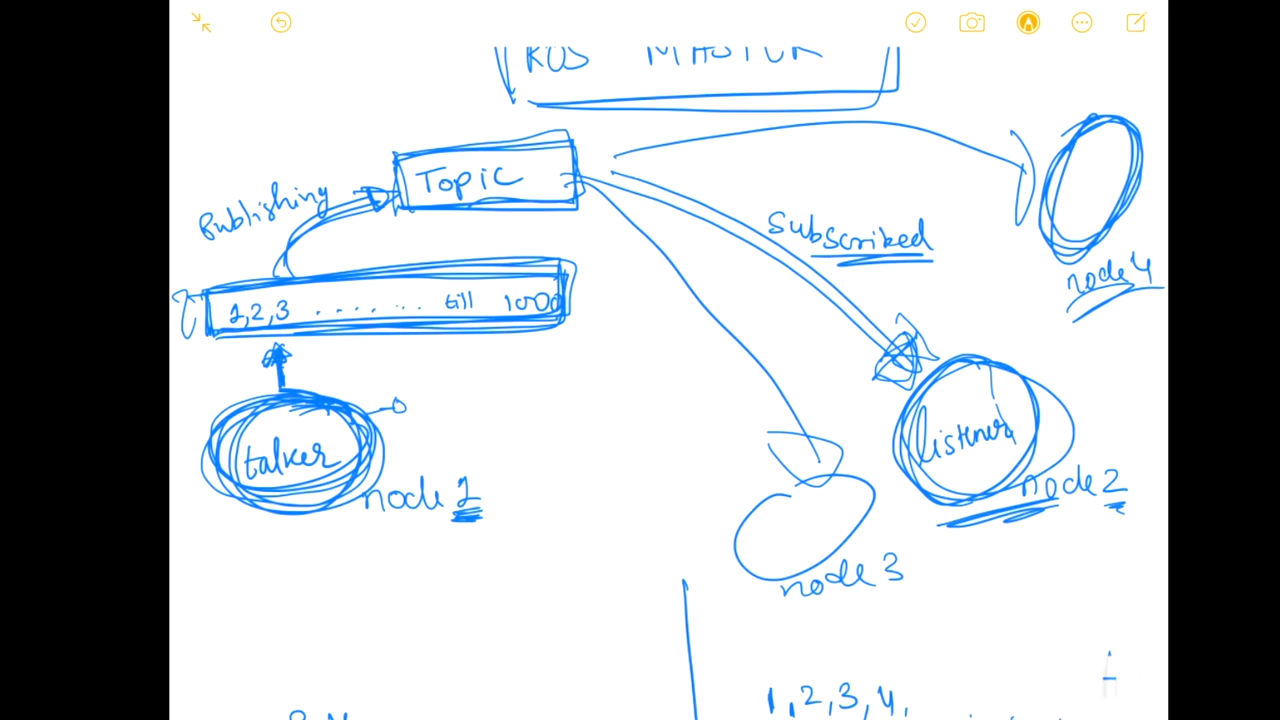 ROS MASTER
Topic
Publishing
Subscribed
node 4
1,2,3 ........ till 1000
talker
node 1
listener
node 2
node 3
1,2,3,4,